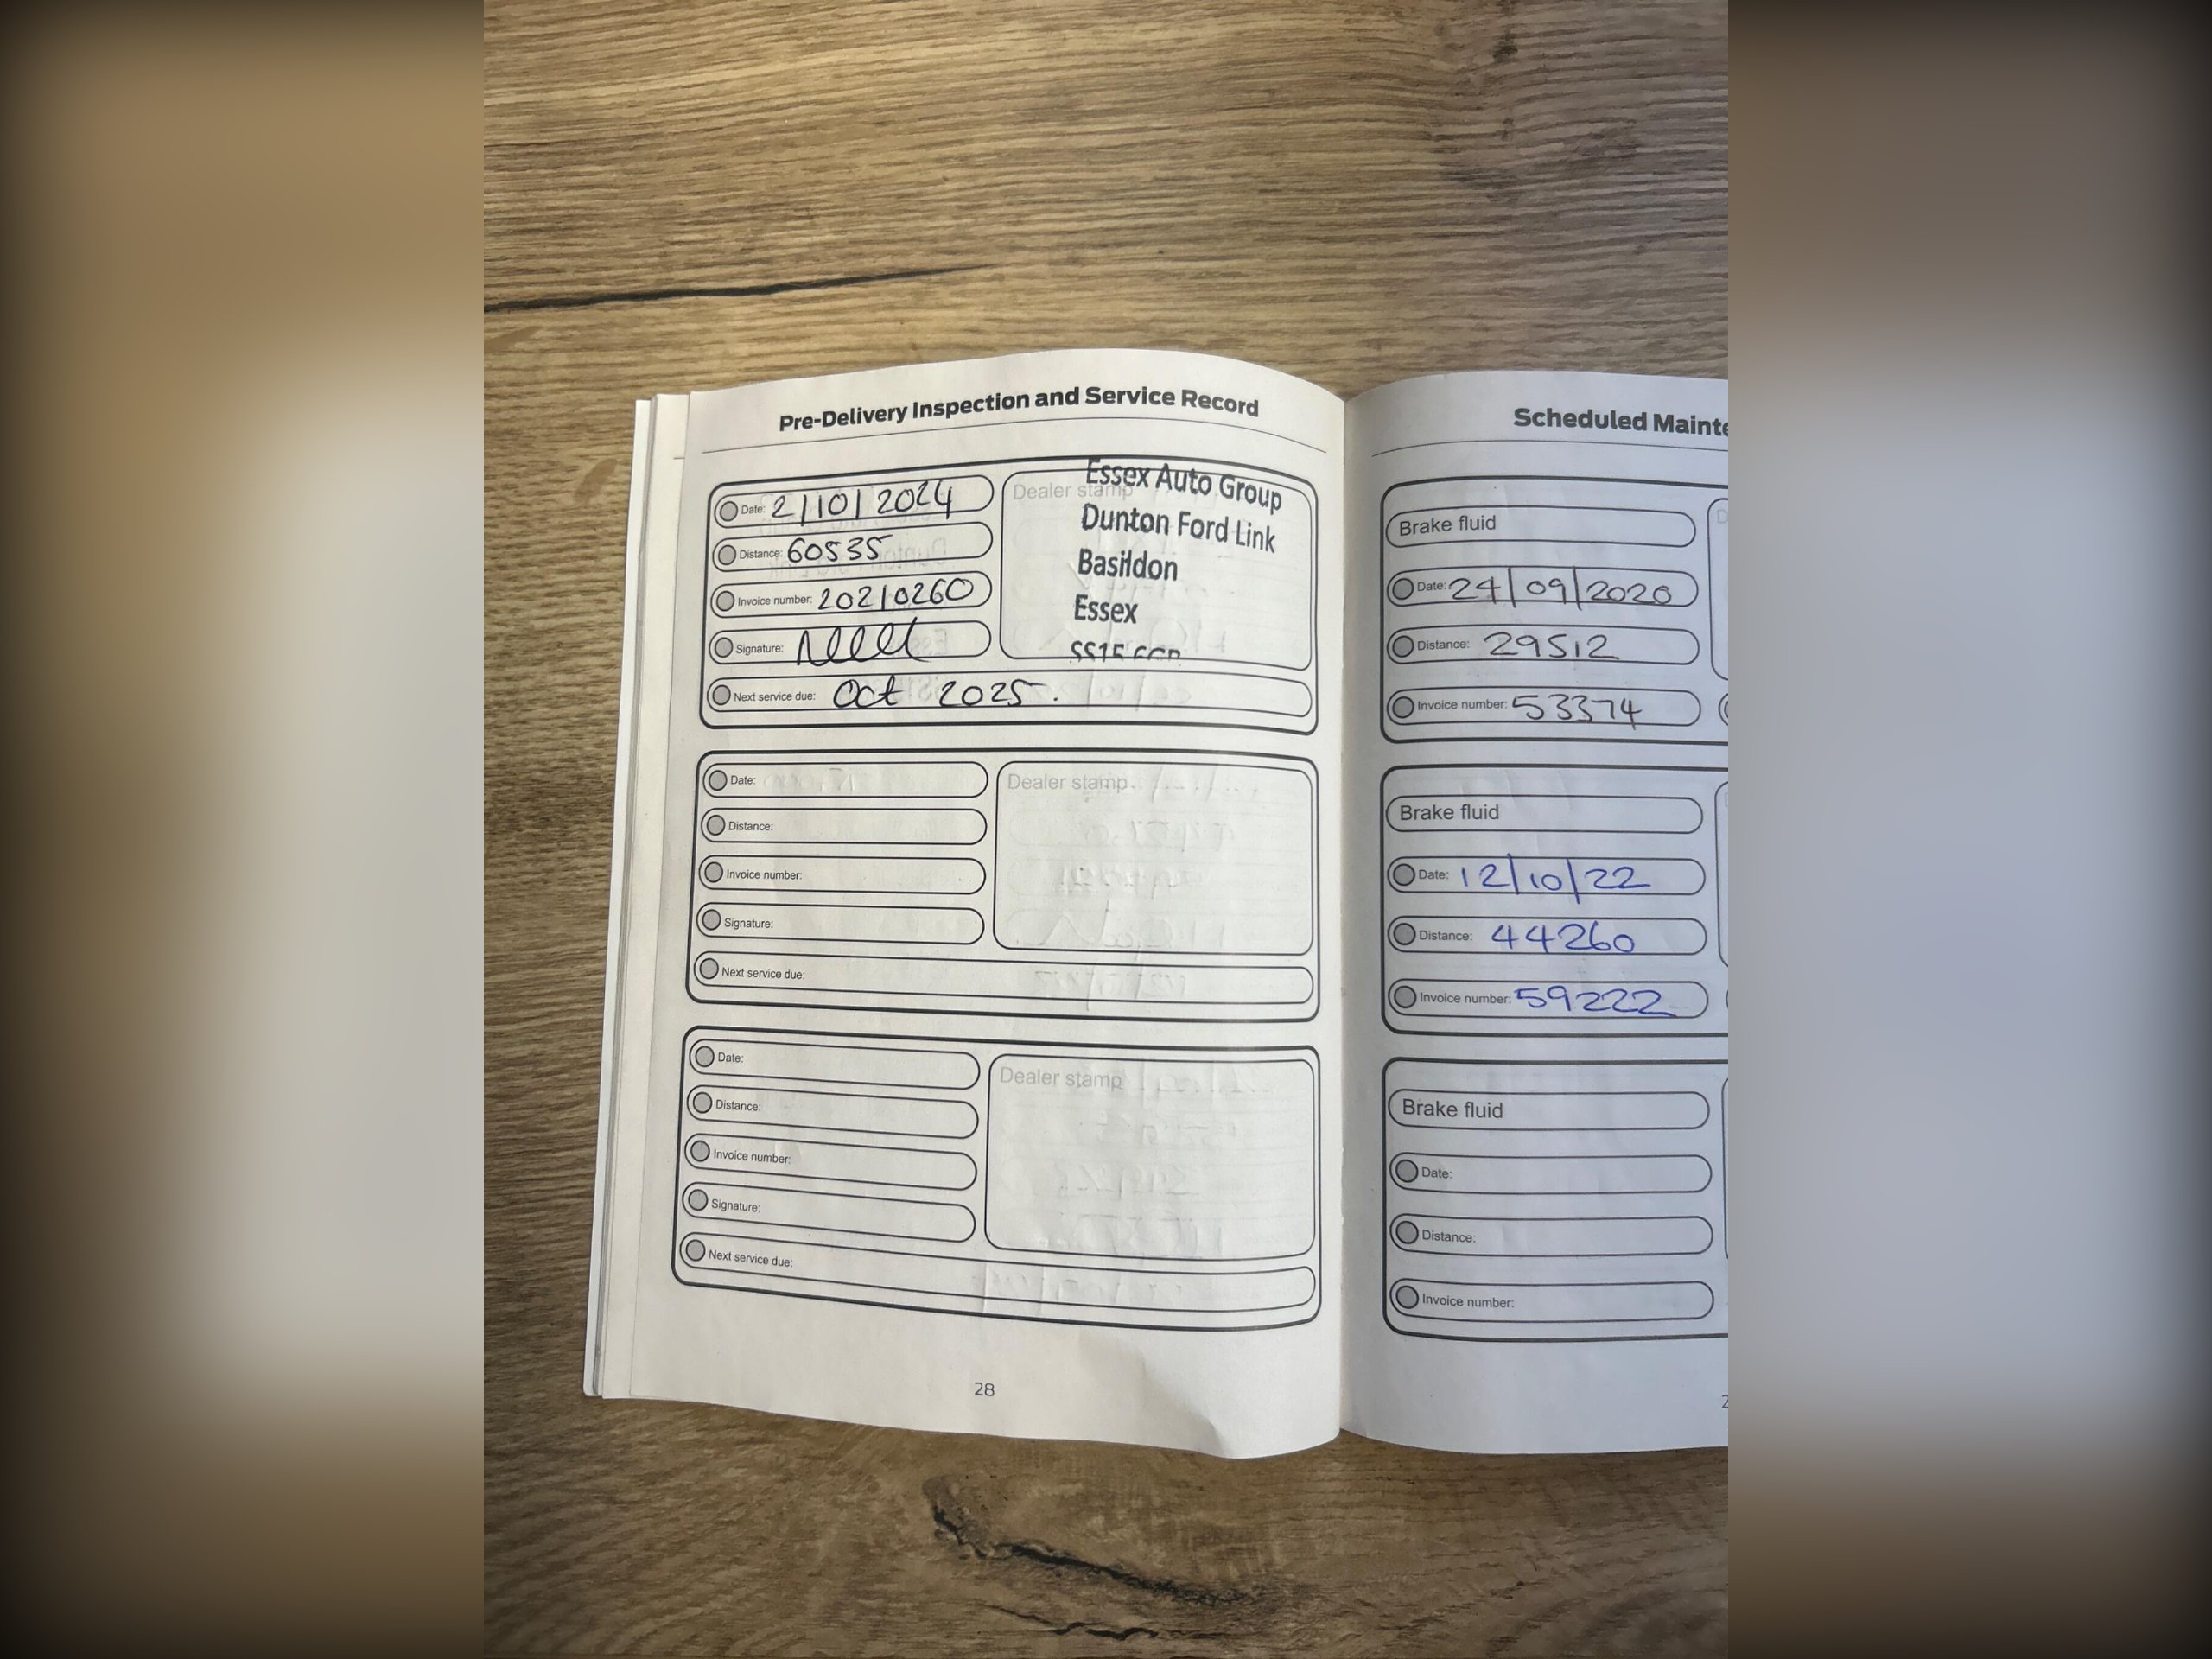 Pre-Delivery Inspection and Service Record
Date: 2/10/2024
Distance: 60535
Invoice number: 20210260
Signature:
Next service due: Oct 2025.
Dealer stamp
Essex Auto Group
Dunton Ford Link
Basildon
Essex
Date:
Distance:
Invoice number:
Signature:
Next service due:
Dealer stamp
Date:
Distance:
Invoice number:
Signature:
Next service due:
Dealer stamp
28
Scheduled
Brake fluid
Date: 24/09/2020
Distance: 29512
Invoice number: 53374
Brake fluid
Date: 12/10/22
Distance: 44260
Invoice number: 59222
Brake fluid
Date:
Distance:
Invoice number: